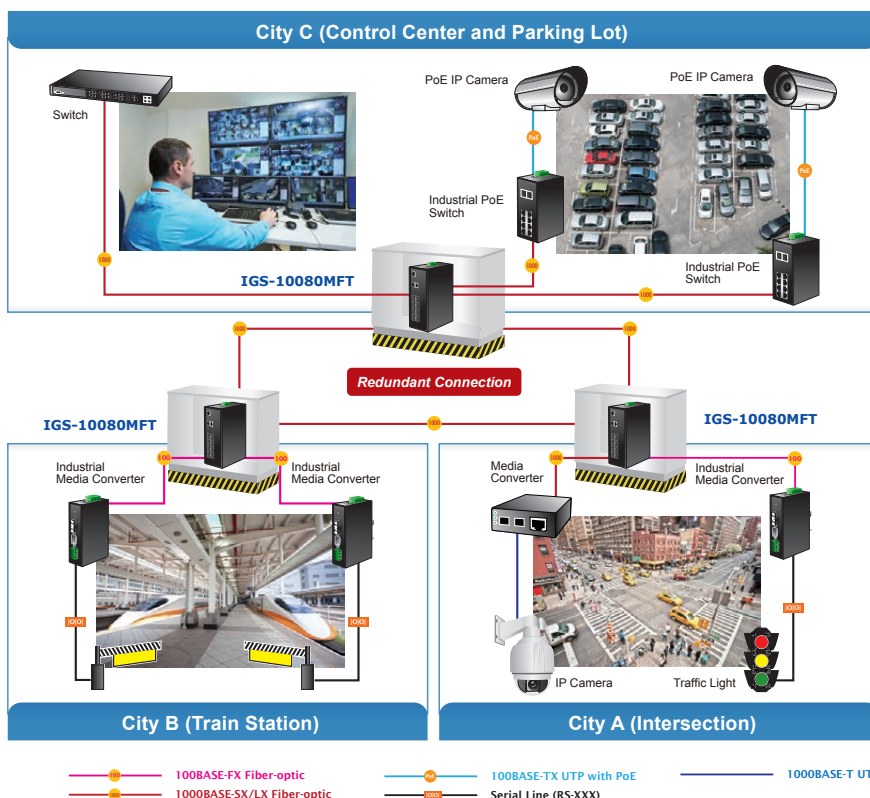 City C (Control Center and Parking Lot)
PoE IP Camera
PoE IP Camera
Switch
PoE
PoE
Industrial PoE
Switch
Industrial PoE
Switch
IGS-10080MFT
1000
1000
1000
1000
1000
Redundant Connection
1000
IGS-10080MFT
IGS-10080MFT
100
100
1000
100
Industrial
Media Converter
Industrial
Media Converter
Media
Converter
Industrial
Media Converter
|O|O|
|O|O|
|O|O|
IP Camera
Traffic Light
City B (Train Station)
City A (Intersection)
100 100BASE-FX Fiber-optic
PoE 100BASE-TX UTP with PoE
1000BASE-T UT
1000 1000BASE-SX/LX Fiber-optic
|O|O| Serial Line (RS-XXX)